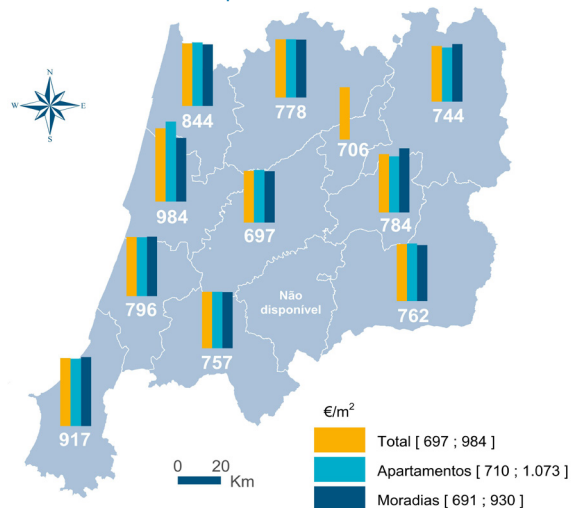 N
W E
S
844
778
744
706
984
697
784
796
757
Não
disponível
762
917
€/m²
0 20
Km
Total [ 697 ; 984 ]
Apartamentos [ 710 ; 1.073 ]
Moradias [ 691 ; 930 ]